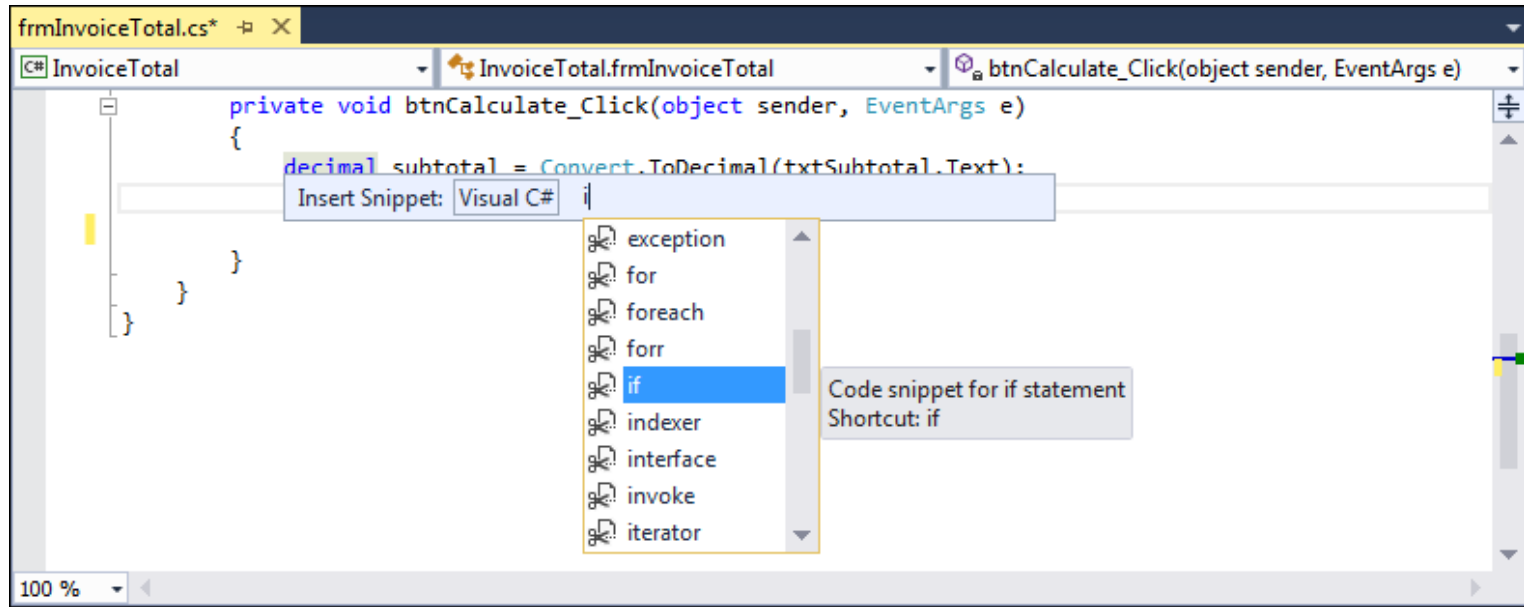 frmInvoiceTotal.cs*
C# InvoiceTotal InvoiceTotal.frmInvoiceTotal btnCalculate_Click(object sender, EventArgs e)
private void btnCalculate_Click(object sender, EventArgs e)
{
decimal subtotal = Convert.ToDecimal(txtSubtotal.Text);
Insert Snippet: Visual C# i
exception
}
for
}
foreach
}
forr
if
Code snippet for if statement
Shortcut: if
indexer
interface
invoke
iterator
100 %